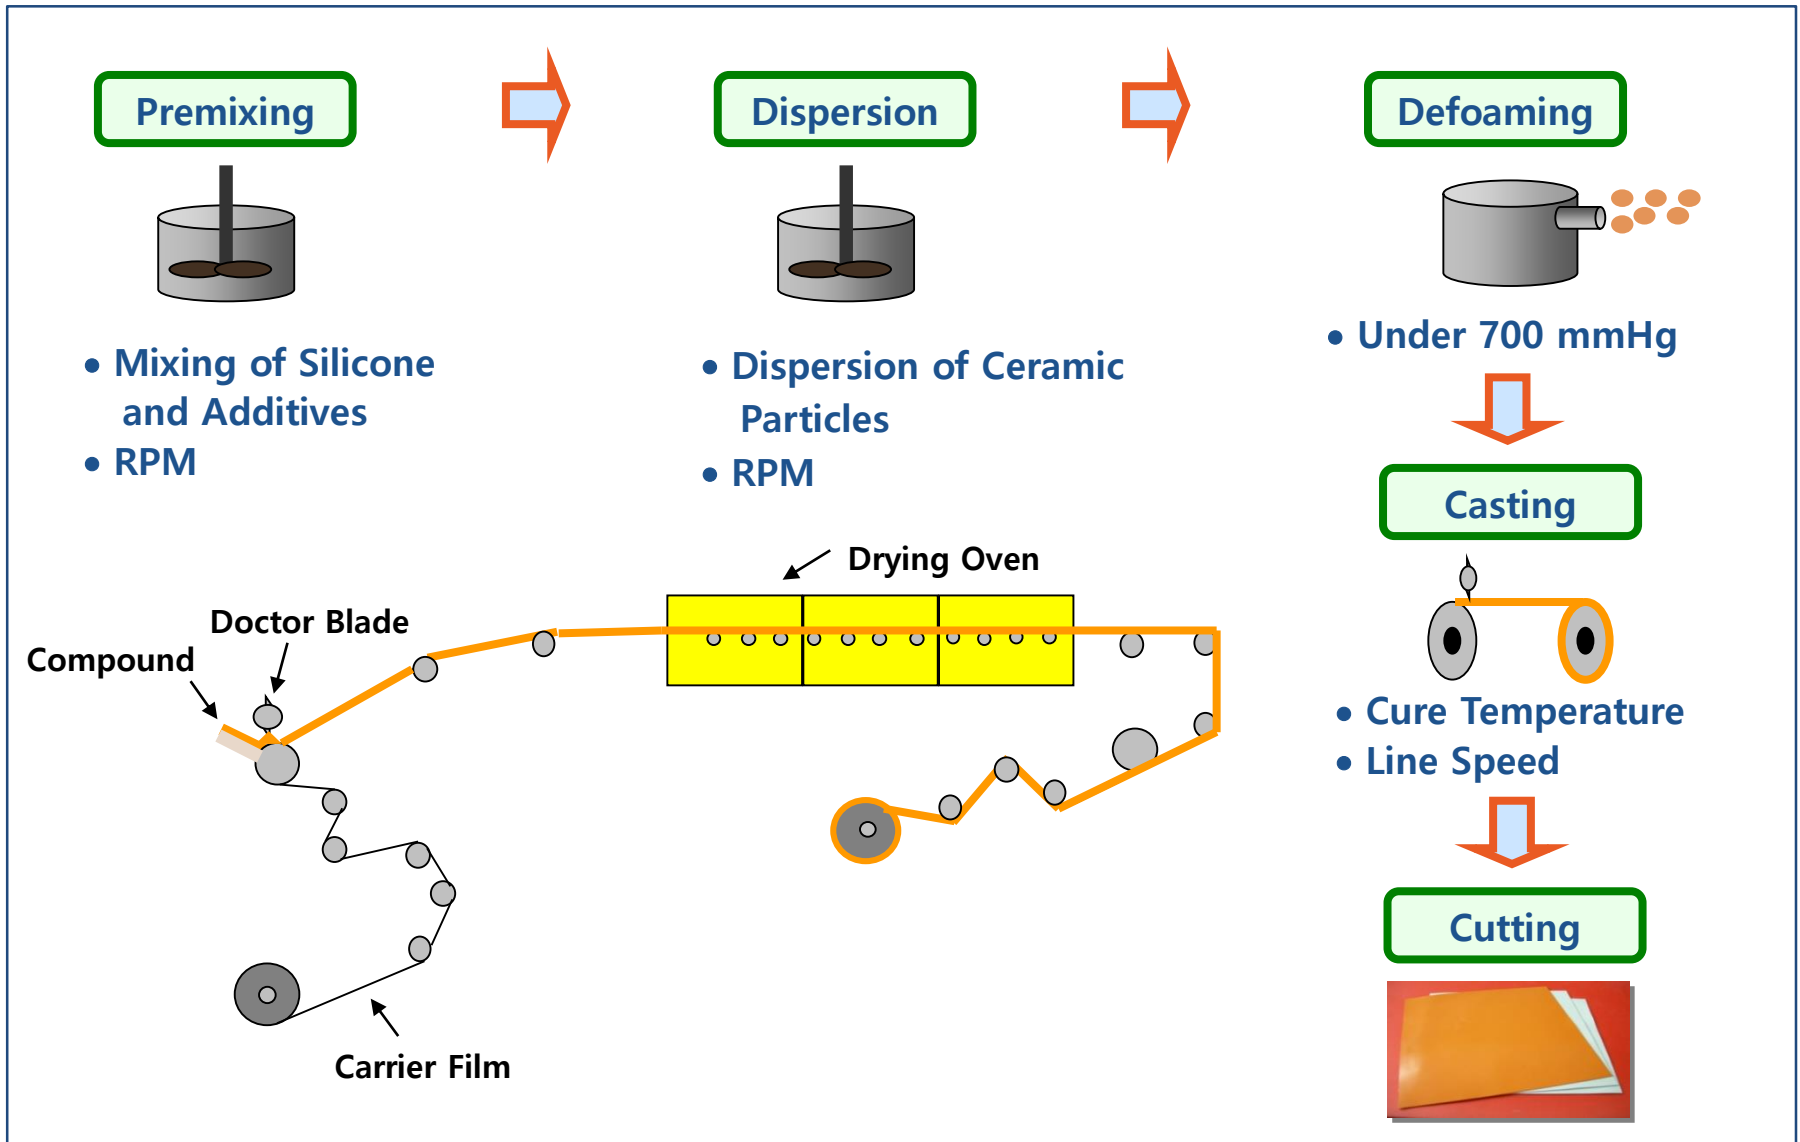 Premixing
Dispersion
Defoaming
• Mixing of Silicone
and Additives
• RPM
• Dispersion of Ceramic
Particles
• RPM
• Under 700 mmHg
Casting
• Cure Temperature
• Line Speed
Cutting
Drying Oven
Doctor Blade
Compound
Carrier Film